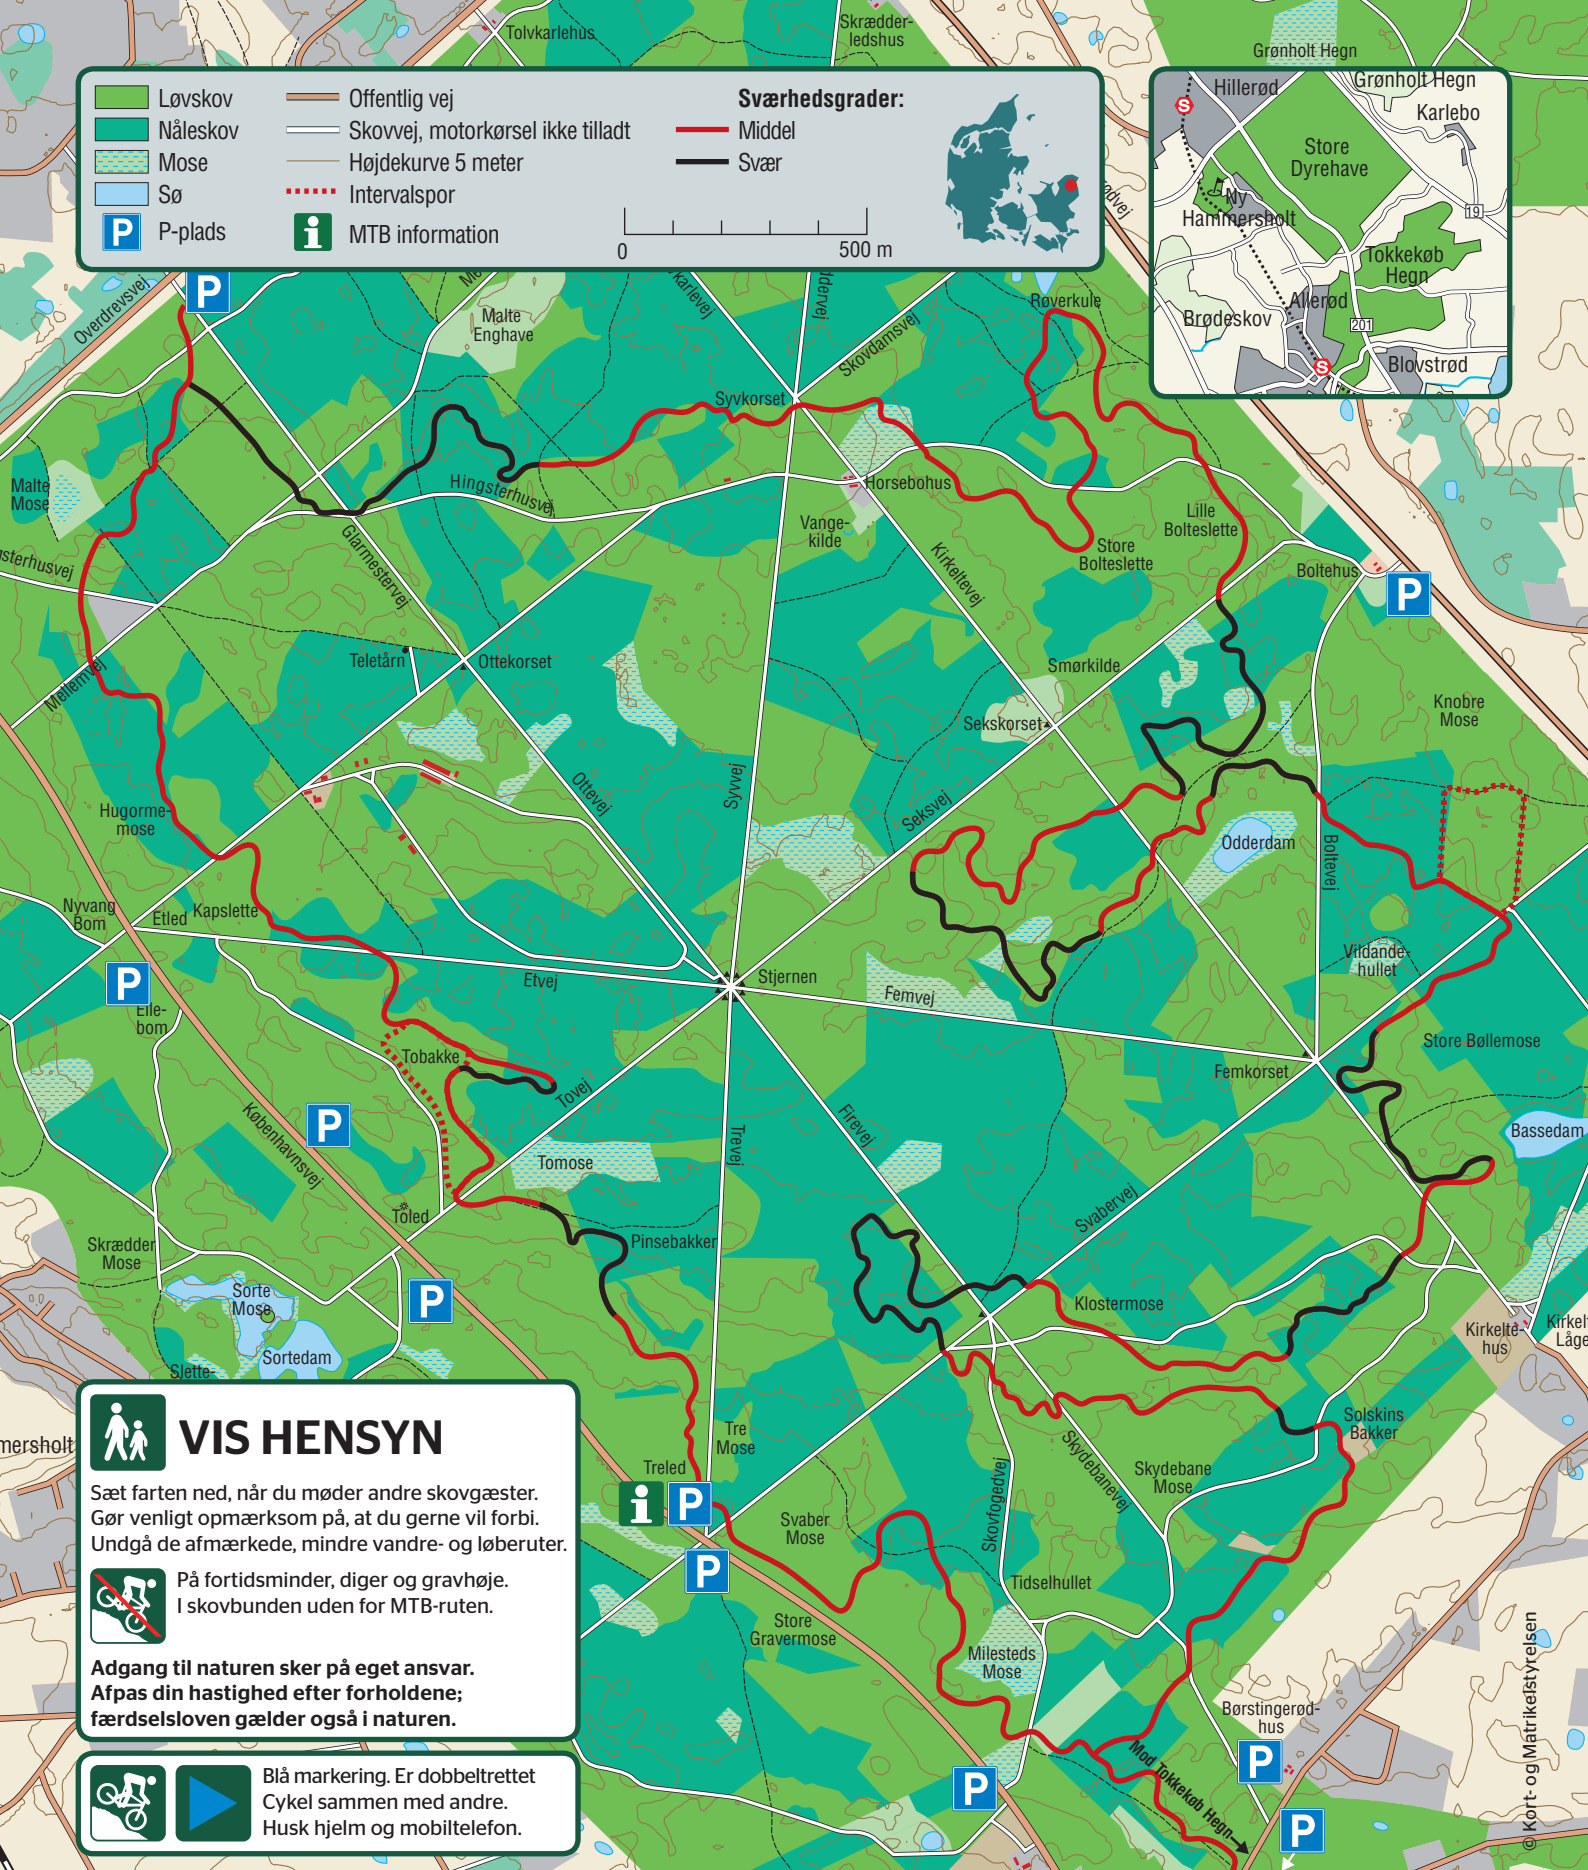 Tolvkarlehus
Skrædder-
ledshus
Grønholt Hegn
Løvskov
Nåleskov
Mose
Sø
P P-plads
Offentlig vej
Skovvej, motorkørsel ikke tilladt
Højdekurve 5 meter
Intervalspor
i MTB information
Sværhedsgrader:
Middel
Svær
0 500 m
Hillerød
Grønholt Hegn
Karlebo
Store
Dyrehave
Ny
Hammersholt
19
Tokkekøb
Hegn
Allerød
Brødeskov
201
Blovstrød
S
S
rødvej
Overdrevsvej
P
Malte
Enghave
karlevej
ddervej
Skovdamsvej
Røverkule
Syvkorset
Malte
Mose
Hingsterhusvej
Horsebohus
Vange-
kilde
Lille
Bolteslette
Store
Bolteslette
Boltehus
P
sterhusvej
Glarmestervej
Kirkeltevej
Teletårn
Ottekorset
Smørkilde
Mellemvej
Sekskorset
Knobre
Mose
Hugorme-
mose
Ottevej
Syvvej
Seksvej
Odderdam
Boltevej
Nyvang
Bom
Etled
Kapslette
Vildande-
hullet
P
Elle-
bom
Etvej
Stjernen
Femvej
Store Bøllemose
Tobakke
Femkorset
Tovej
P
Københavnsvej
Trevej
Firevej
Bassedam
Tomose
Toled
Svabervej
Skrædder
Mose
Pinsebakker
Sorte
Mose
P
Klostermose
Kirkelte-
hus
Kirkelt
Låge
Sortedam
Slette-
mersholt
Tre
Mose
Solskins
Bakker
Treled
i P
Skovfogedvej
Skydebanevej
Skydebane
Mose
Svaber
Mose
P
Tidselhullet
Store
Gravermose
Milesteds
Mose
Børstingerød-
hus
P
P
P
Mod Tokkekøb Hegn
VIS HENSYN
Sæt farten ned, når du møder andre skovgæster.
Gør venligt opmærksom på, at du gerne vil forbi.
Undgå de afmærkede, mindre vandre- og løberuter.
På fortidsminder, diger og gravhøje.
I skovbunden uden for MTB-ruten.
Adgang til naturen sker på eget ansvar.
Afpas din hastighed efter forholdene;
færdselsloven gælder også i naturen.
Blå markering. Er dobbeltrettet
Cykel sammen med andre.
Husk hjelm og mobiltelefon.
© Kort- og Matrikelstyrelsen